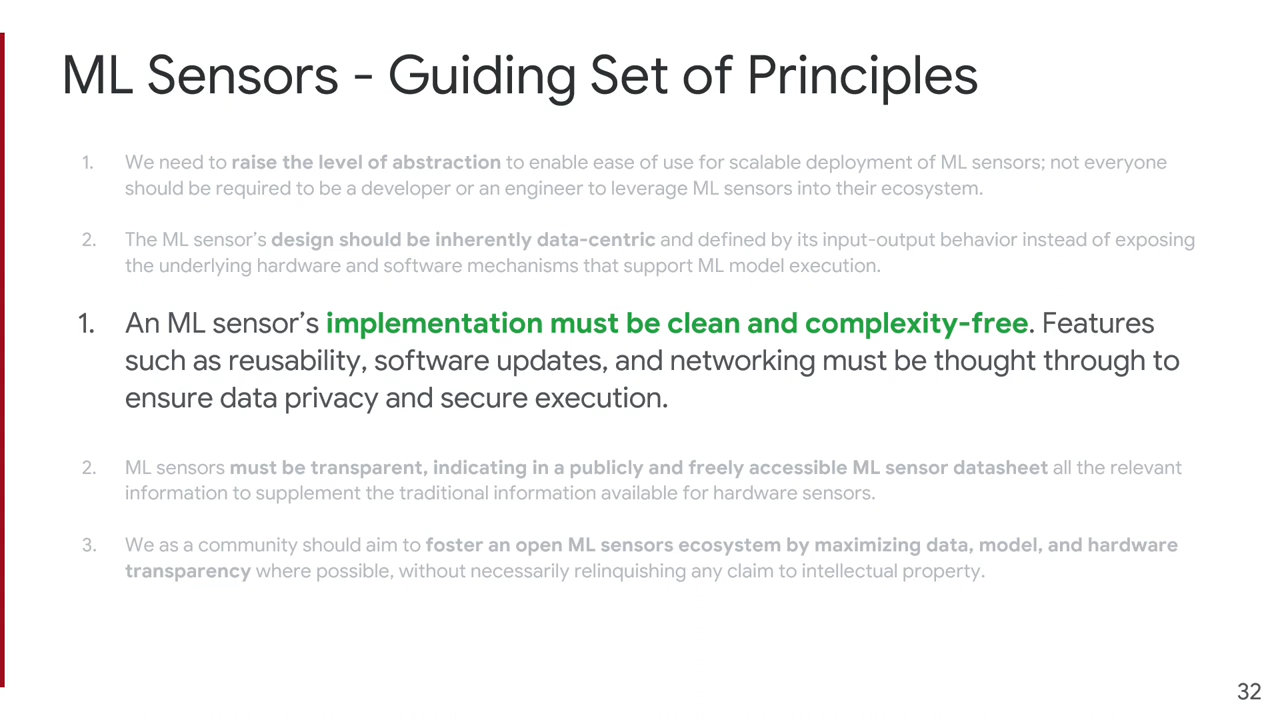 ML Sensors - Guiding Set of Principles
1. We need to raise the level of abstraction to enable ease of use for scalable deployment of ML sensors; not everyone
should be required to be a developer or an engineer to leverage ML sensors into their ecosystem.
2. The ML sensor’s design should be inherently data-centric and defined by its input-output behavior instead of exposing
the underlying hardware and software mechanisms that support ML model execution.
1. An ML sensor’s implementation must be clean and complexity-free. Features
such as reusability, software updates, and networking must be thought through to
ensure data privacy and secure execution.
2. ML sensors must be transparent, indicating in a publicly and freely accessible ML sensor datasheet all the relevant
information to supplement the traditional information available for hardware sensors.
3. We as a community should aim to foster an open ML sensors ecosystem by maximizing data, model, and hardware
transparency where possible, without necessarily relinquishing any claim to intellectual property.
32